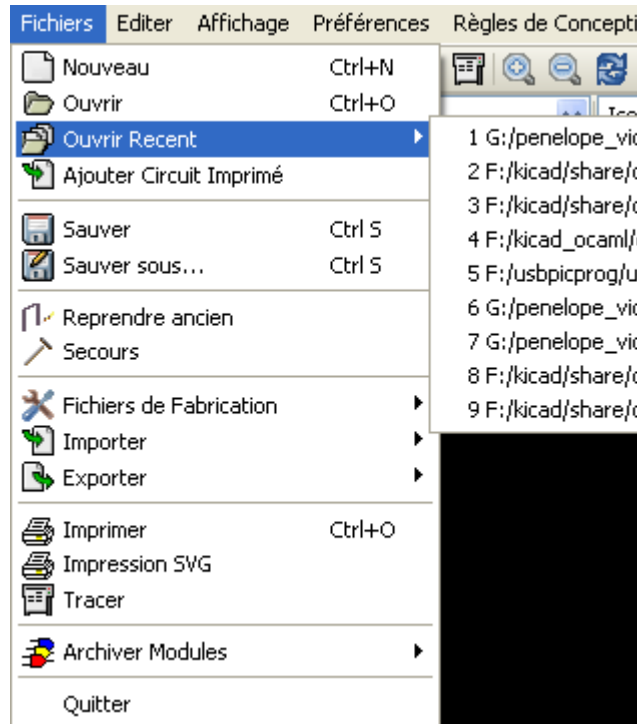 Fichiers Editer Affichage Préférences Règles de
Nouveau Ctrl+N
Ouvrir Ctrl+O
Ouvrir Recent
Ajouter Circuit Imprimé
Sauver Ctrl S
Sauver sous... Ctrl S
Reprendre ancien
Secours
Fichiers de Fabrication
Importer
Exporter
Imprimer Ctrl+O
Impression SVG
Tracer
Archiver Modules
Quitter
1 G:/penelope_vi
2 F:/kicad/share/
3 F:/kicad/share/
4 F:/kicad_ocaml/
5 F:/usbpicprog/u
6 G:/penelope_vi
7 G:/penelope_vi
8 F:/kicad/share/
9 F:/kicad/share/